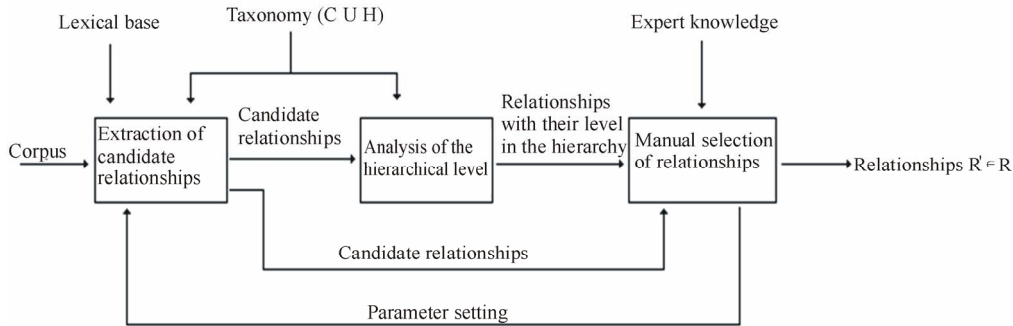 Lexical base
Taxonomy (C U H)
Expert knowledge
Corpus
Extraction of
candidate
relationships
Candidate
relationships
Analysis of the
hierarchical level
Relationships
with their level
in the hierarchy
Manual selection
of relationships
Relationships R' ⊂ R
Candidate relationships
Parameter setting